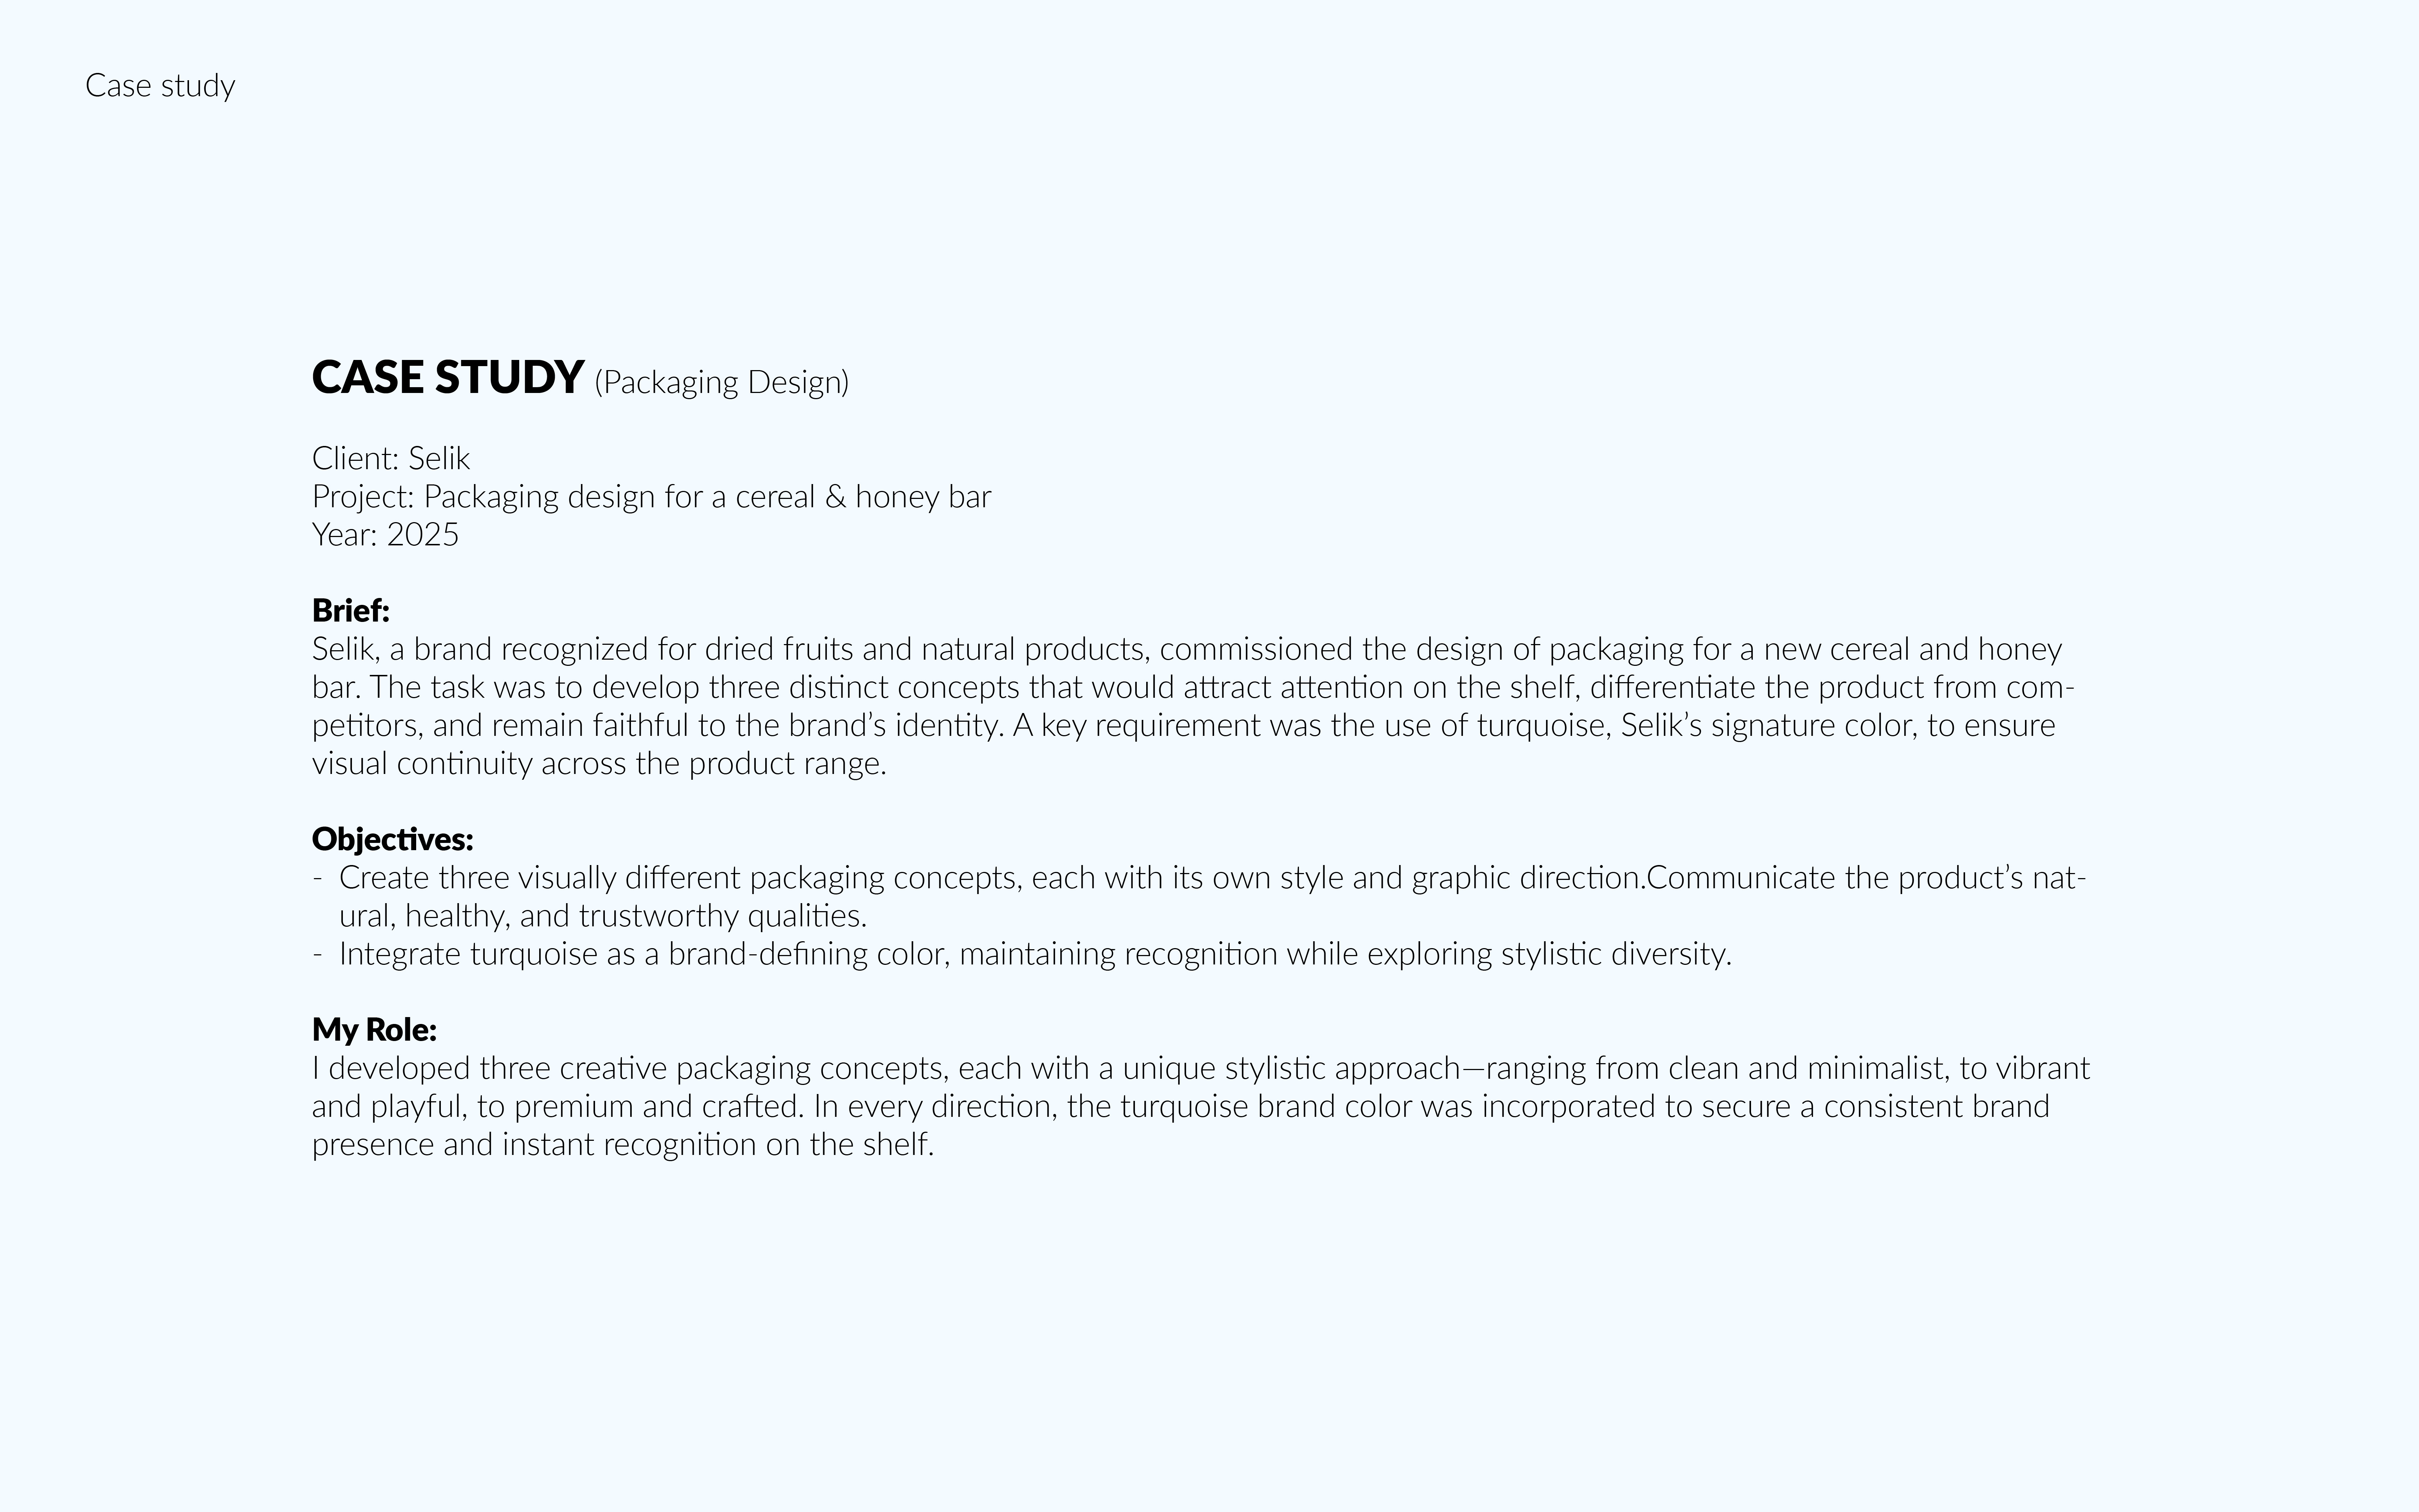 Case study
CASE STUDY (Packaging Design)
Client: Selik
Project: Packaging design for a cereal & honey bar
Year: 2025
Brief:
Selik, a brand recognized for dried fruits and natural products, commissioned the design of packaging for a new cereal and honey
bar. The task was to develop three distinct concepts that would attract attention on the shelf, differentiate the product from com-
petitors, and remain faithful to the brand’s identity. A key requirement was the use of turquoise, Selik’s signature color, to ensure
visual continuity across the product range.
Objectives:
- Create three visually different packaging concepts, each with its own style and graphic direction.Communicate the product’s nat-
ural, healthy, and trustworthy qualities.
- Integrate turquoise as a brand-defining color, maintaining recognition while exploring stylistic diversity.
My Role:
I developed three creative packaging concepts, each with a unique stylistic approach—ranging from clean and minimalist, to vibrant
and playful, to premium and crafted. In every direction, the turquoise brand color was incorporated to secure a consistent brand
presence and instant recognition on the shelf.